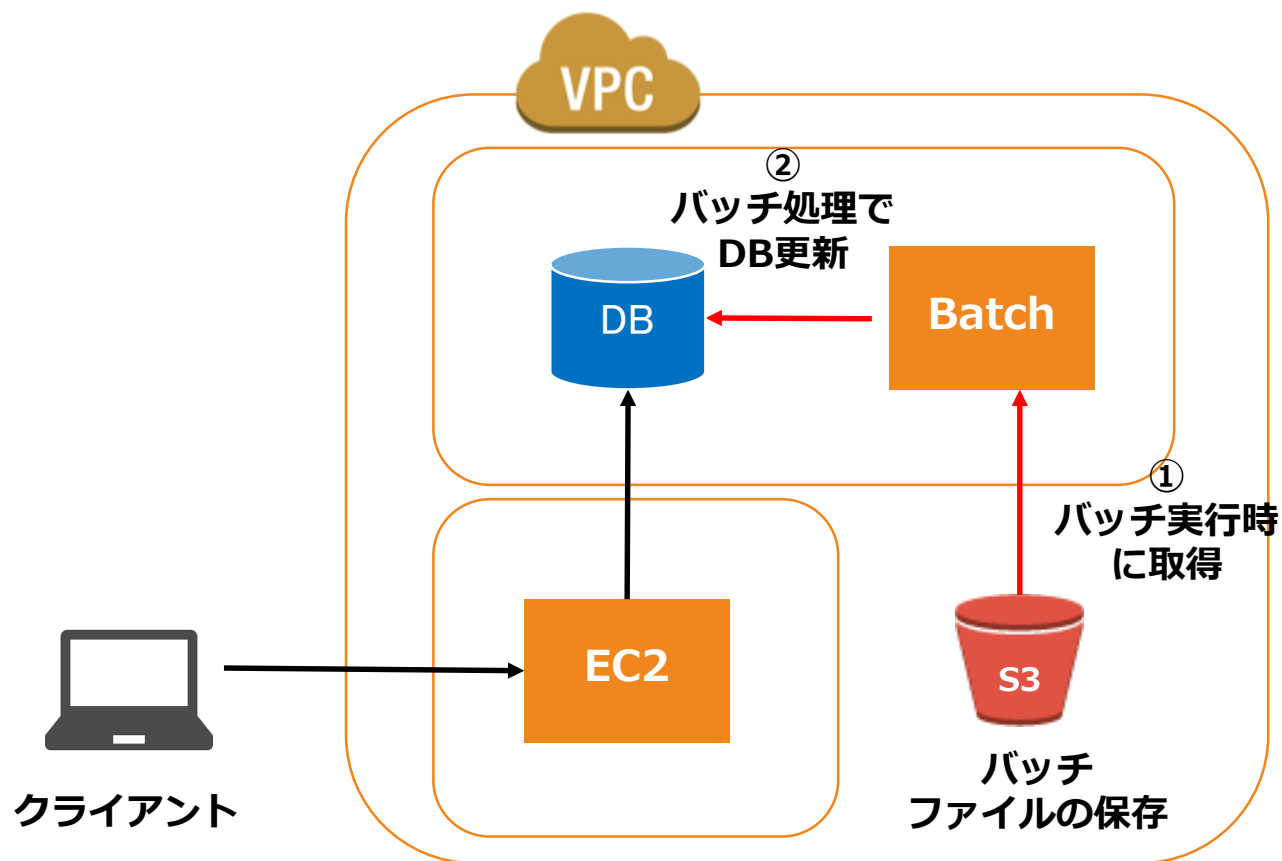 VPC
②
バッチ処理で
DB更新
DB
Batch
①
バッチ実行時
に取得
EC2
S3
クライアント
バッチ
ファイルの保存